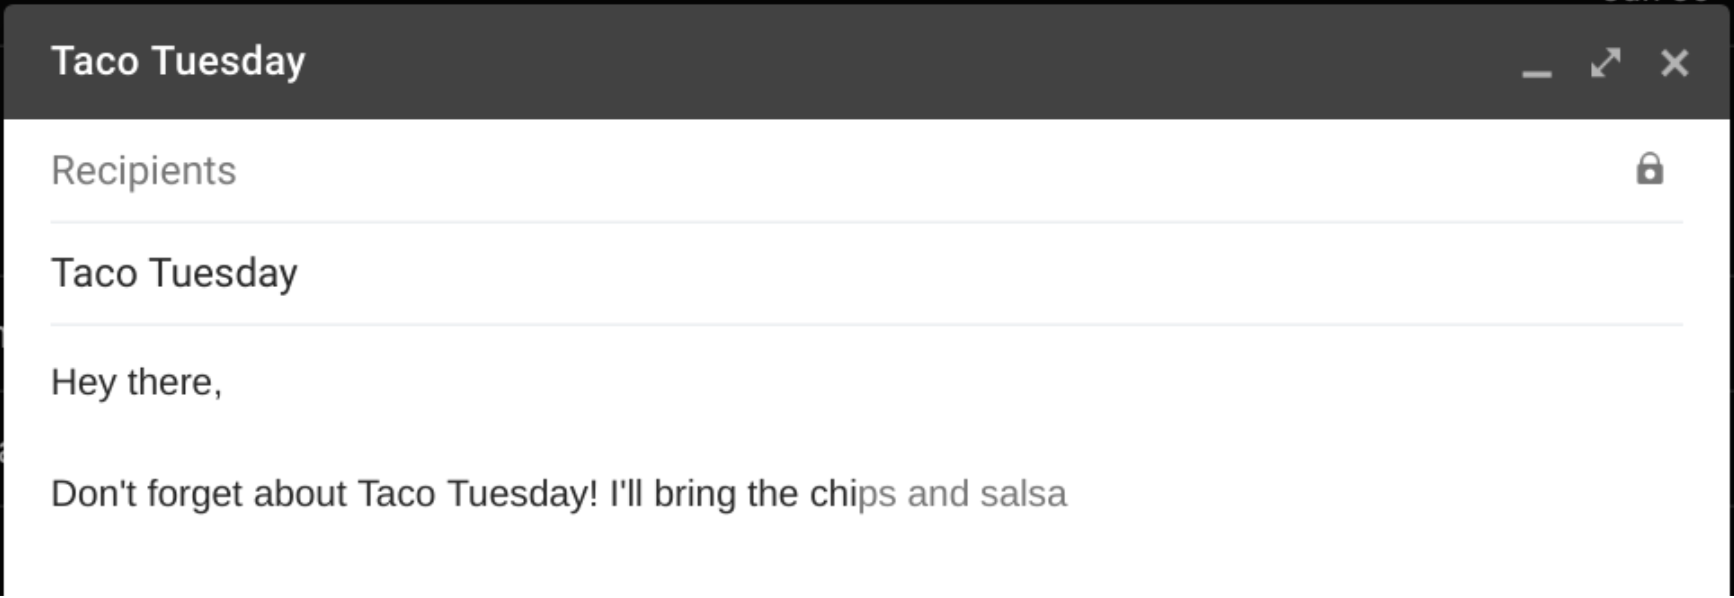 Taco Tuesday
Recipients
Taco Tuesday
Hey there,
Don't forget about Taco Tuesday! I'll bring the chips and salsa